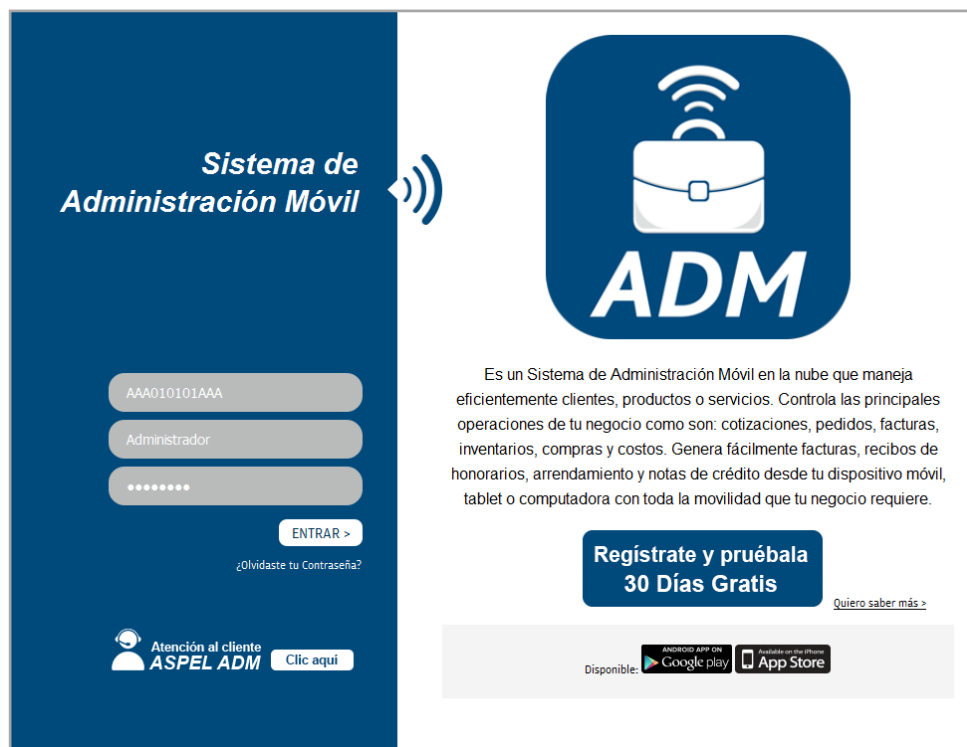 Sistema de
Administración Móvil
AAA010101AAA
Administrador
●●●●●●●●
ENTRAR >
¿Olvidaste tu Contraseña?
Atención al cliente
ASPEL ADM
Clic aquí
ADM
Es un Sistema de Administración Móvil en la nube que maneja
eficientemente clientes, productos o servicios. Controla las principales
operaciones de tu negocio como son: cotizaciones, pedidos, facturas,
inventarios, compras y costos. Genera fácilmente facturas, recibos de
honorarios, arrendamiento y notas de crédito desde tu dispositivo móvil,
tablet o computadora con toda la movilidad que tu negocio requiere.
Regístrate y pruébala
30 Días Gratis
Quiero saber más >
Disponible:
ANDROID APP ON
Google play
Available on the iPhone
App Store